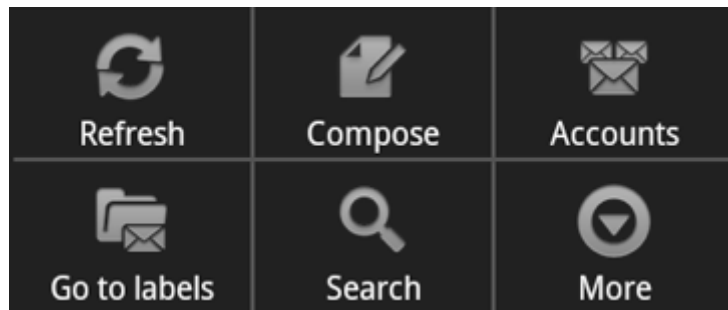 Refresh
Compose
Accounts
Go to labels
Search
More